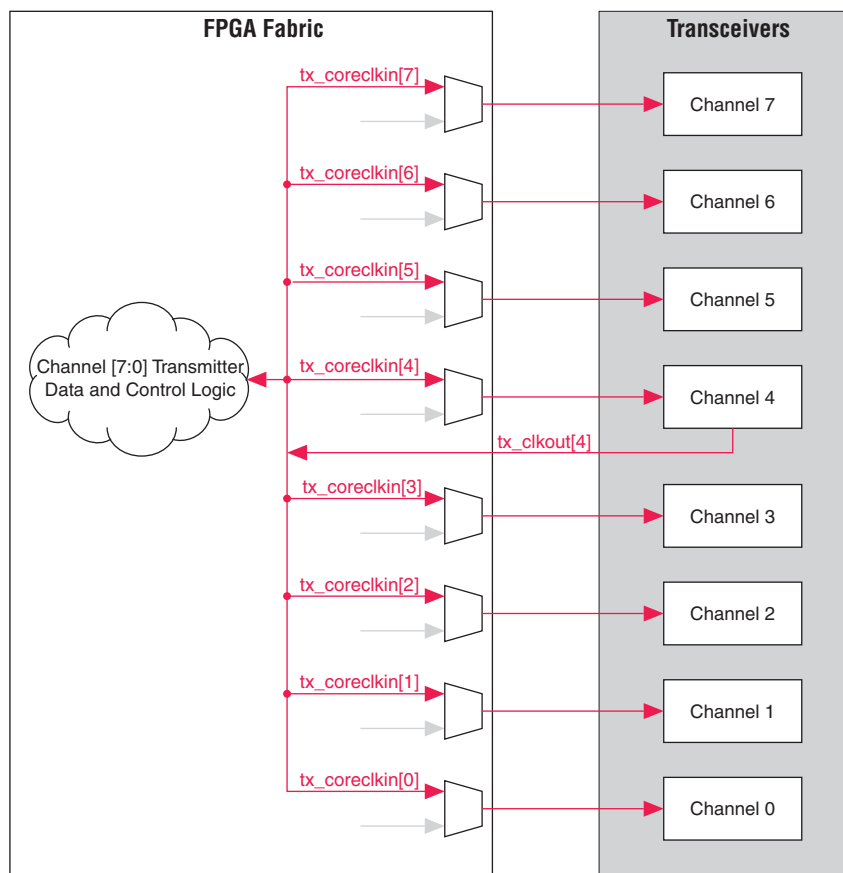 FPGA Fabric
Transceivers
tx_coreclkin[7]
Channel 7
tx_coreclkin[6]
Channel 6
tx_coreclkin[5]
Channel 5
Channel [7:0] Transmitter
Data and Control Logic
tx_coreclkin[4]
Channel 4
tx_clkout[4]
tx_coreclkin[3]
Channel 3
tx_coreclkin[2]
Channel 2
tx_coreclkin[1]
Channel 1
tx_coreclkin[0]
Channel 0